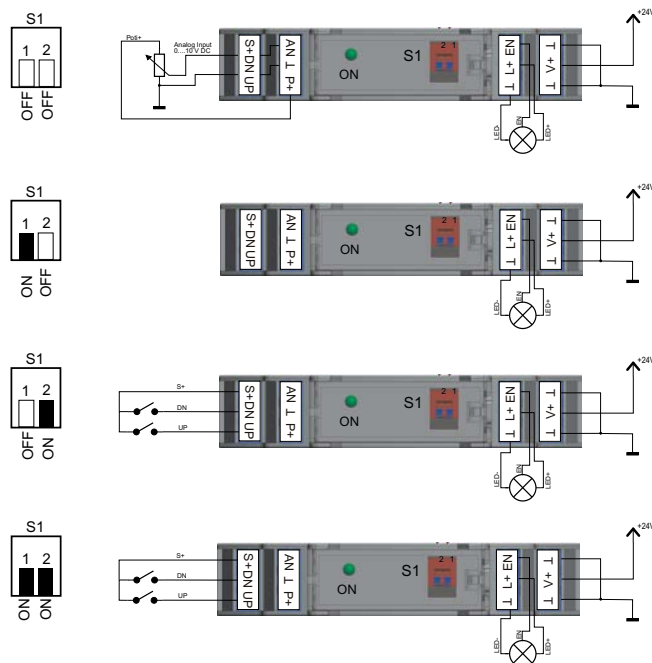 S1
1 2
OFF OFF
Poti+
Analog Input
0....10 V DC
S+ DN UP
AN ⊥ P+
ON
S1
2 1
⊥ L+ EN
⊥ V+ ⊥
+24V
LED-
EN
LED+
S1
1 2
ON OFF
S+ DN UP
AN ⊥ P+
ON
S1
2 1
⊥ L+ EN
⊥ V+ ⊥
+24V
LED-
EN
LED+
S1
1 2
OFF ON
S+
DN
UP
S+ DN UP
AN ⊥ P+
ON
S1
2 1
⊥ L+ EN
⊥ V+ ⊥
+24V
LED-
EN
LED+
S1
1 2
ON ON
S+
DN
UP
S+ DN UP
AN ⊥ P+
ON
S1
2 1
⊥ L+ EN
⊥ V+ ⊥
+24V
LED-
EN
LED+